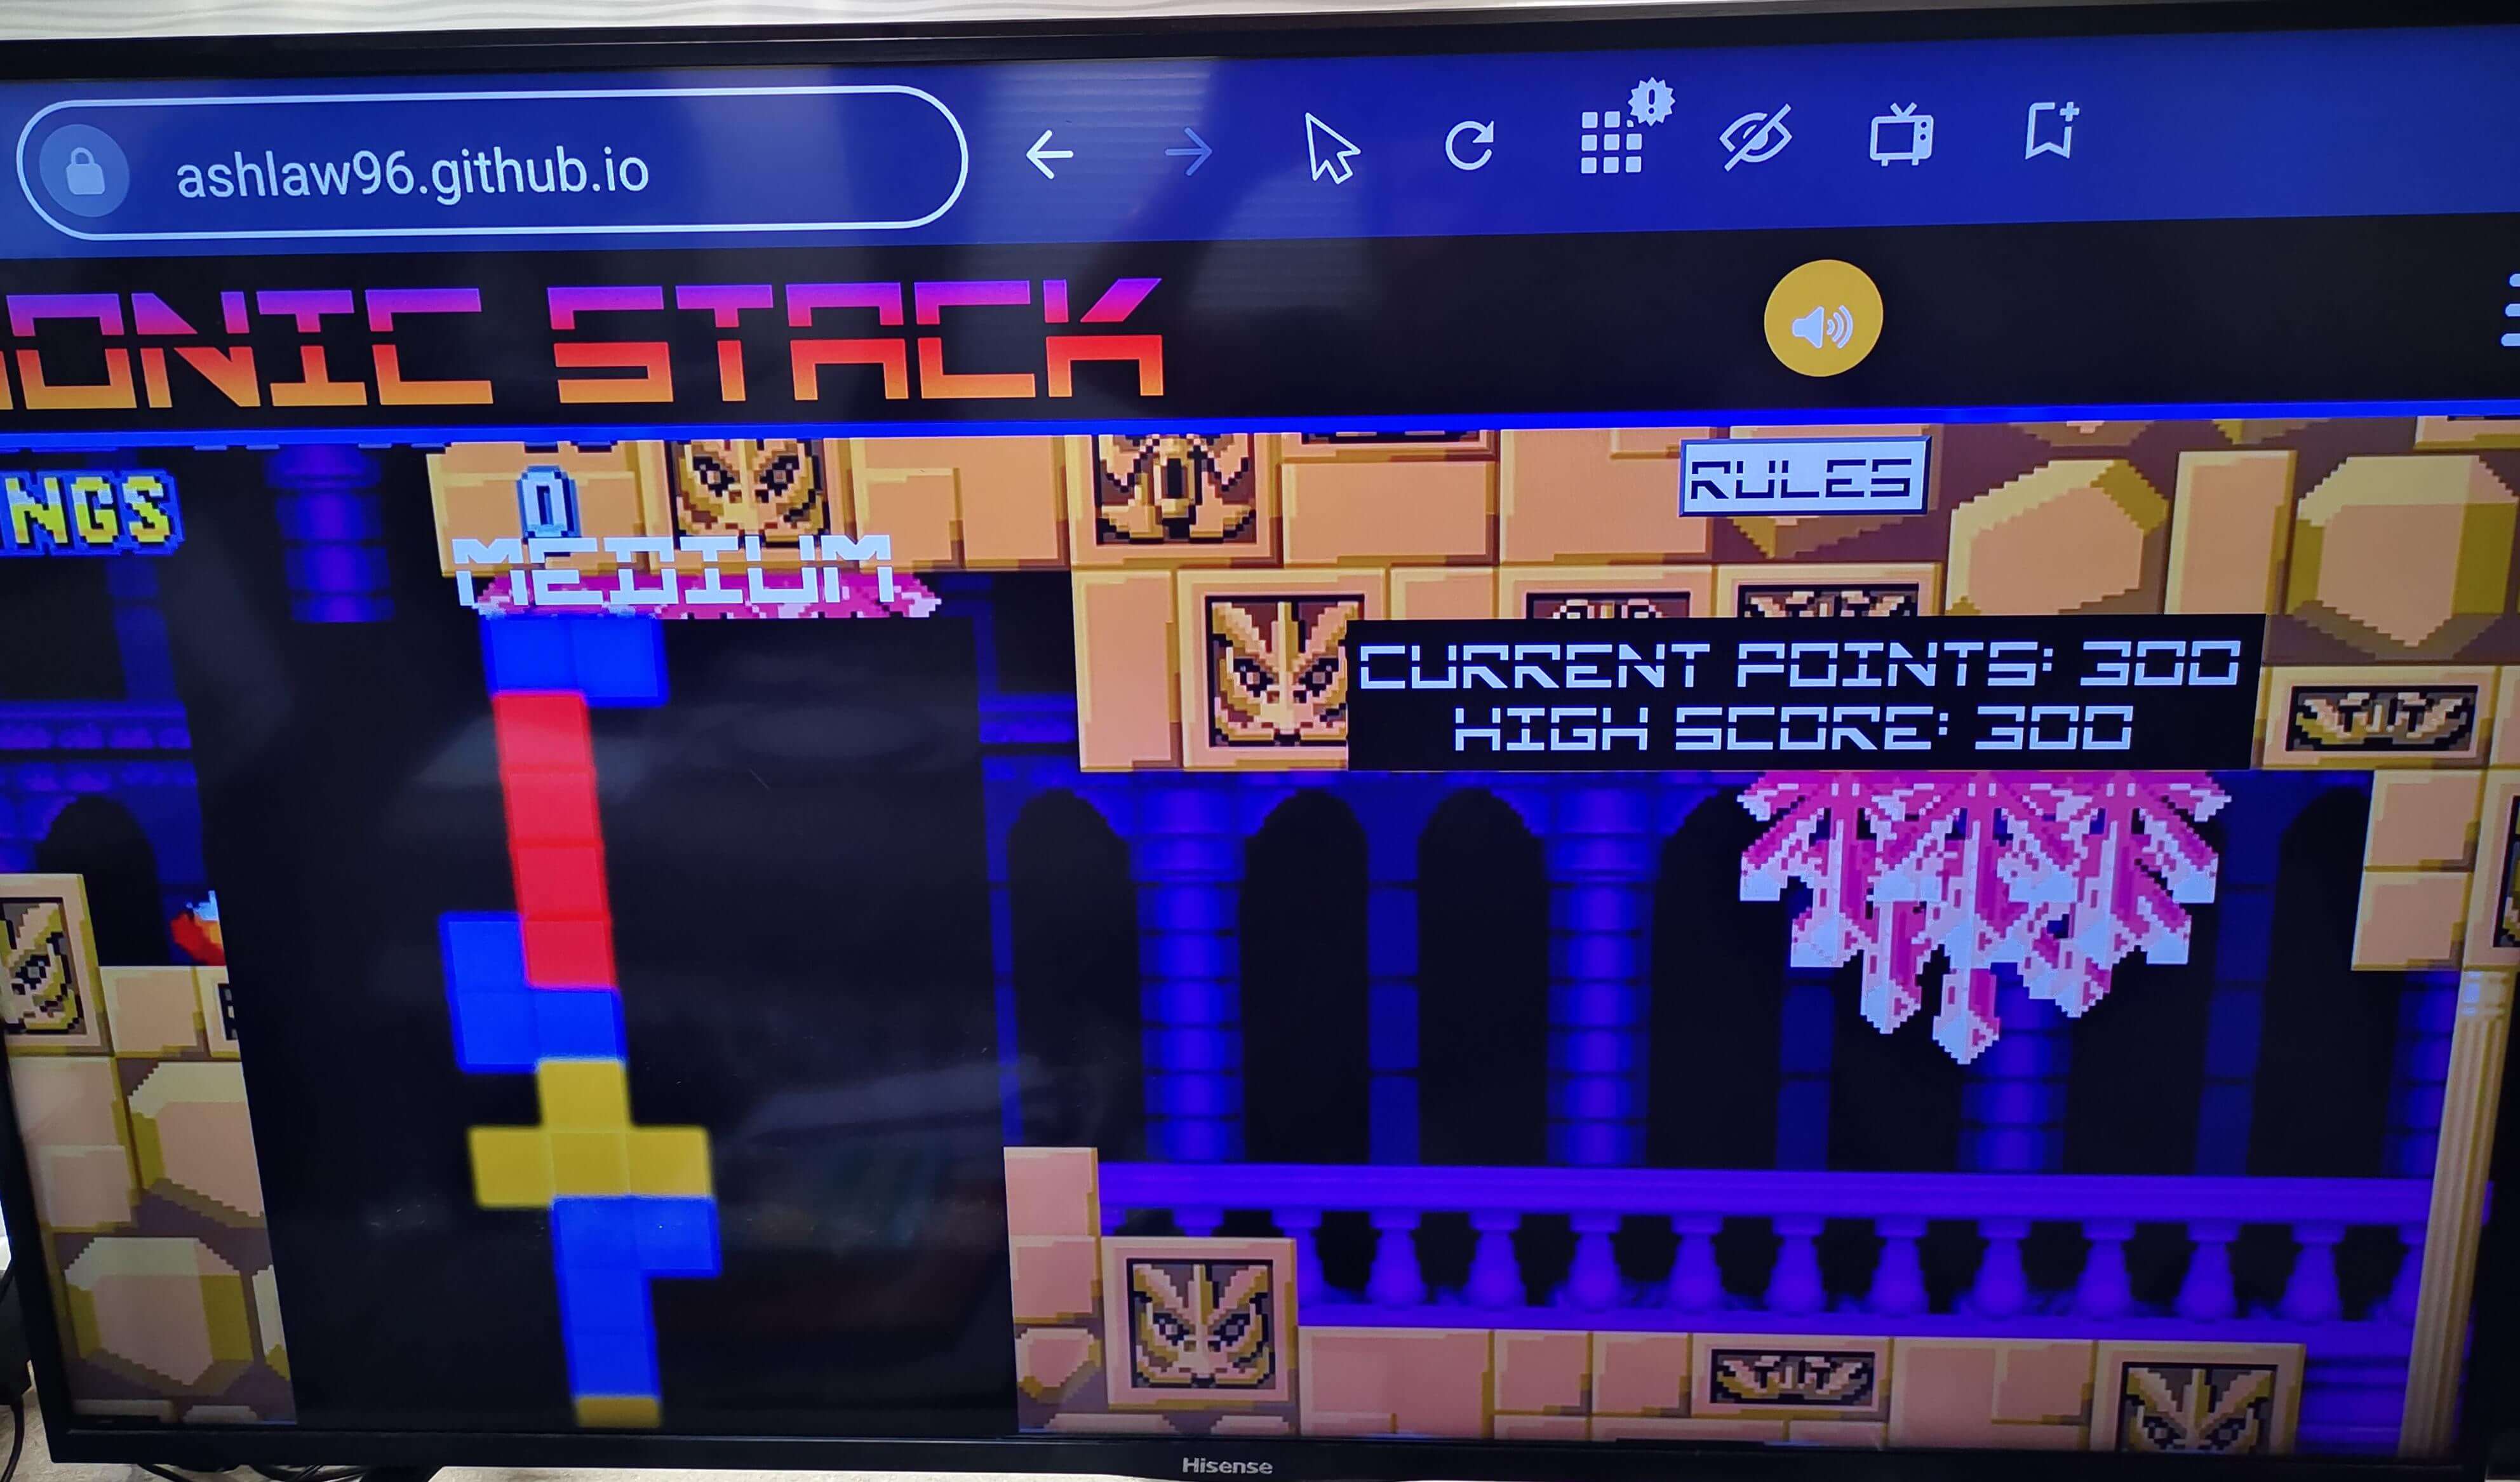 ashlaw96.github.io
ONIC STACK
NGS
0
RULES
MEDIUM
CURRENT POINTS: 300
HIGH SCORE: 300
Hisense